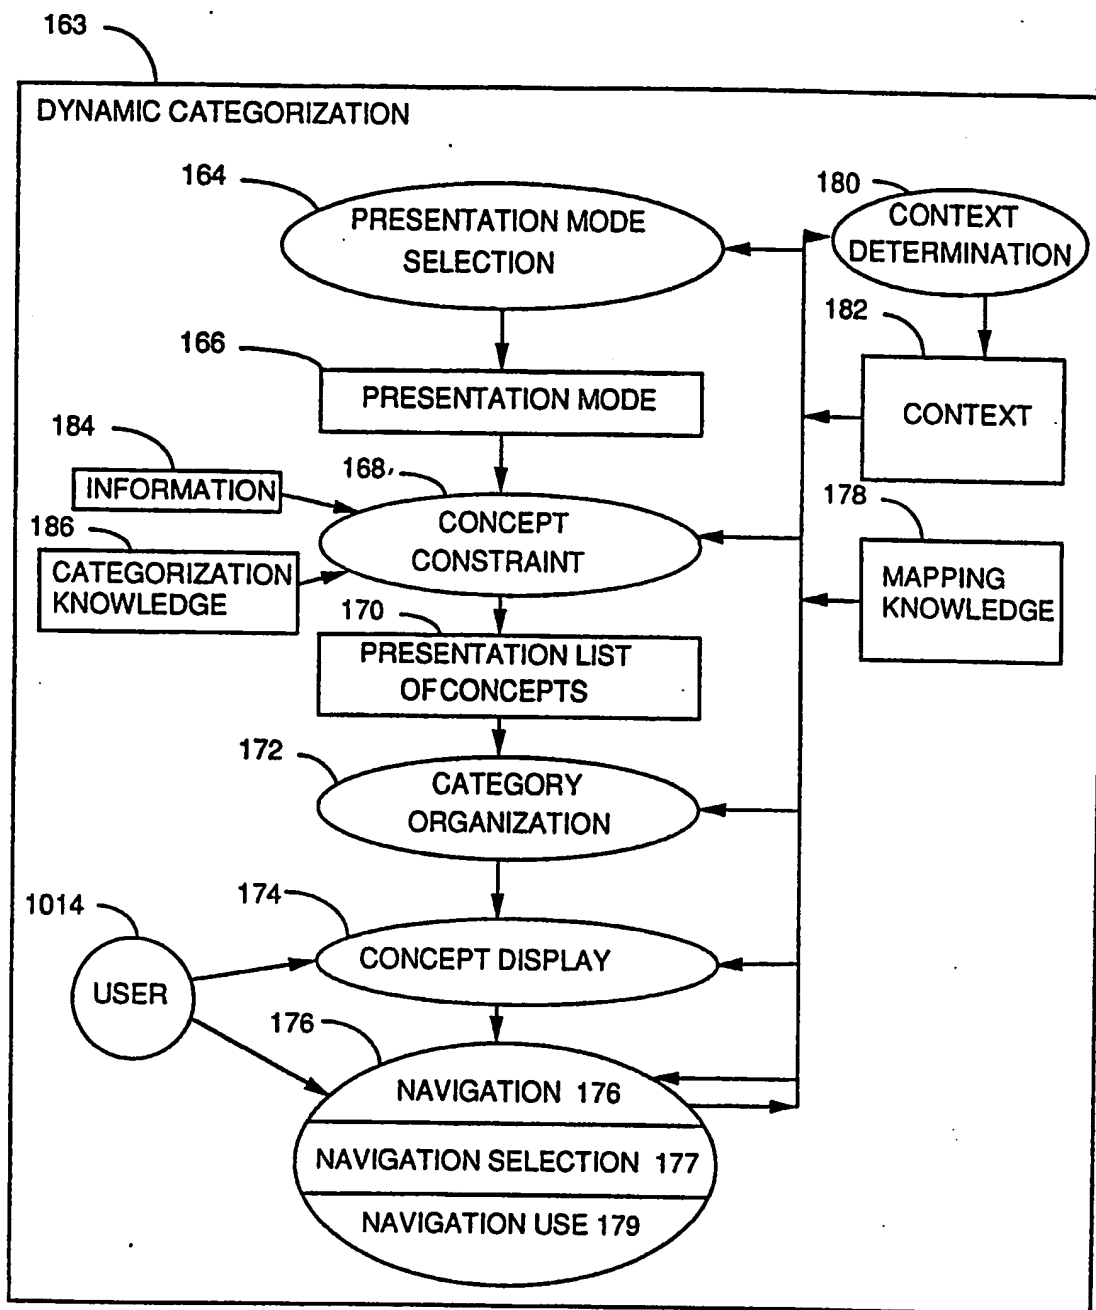 163
DYNAMIC CATEGORIZATION
164
PRESENTATION MODE
SELECTION
180
CONTEXT
DETERMINATION
166
PRESENTATION MODE
182
CONTEXT
184
INFORMATION
168
CONCEPT
CONSTRAINT
178
MAPPING
KNOWLEDGE
186
CATEGORIZATION
KNOWLEDGE
170
PRESENTATION LIST
OF CONCEPTS
172
CATEGORY
ORGANIZATION
174
CONCEPT DISPLAY
1014
USER
176
NAVIGATION 176
NAVIGATION SELECTION 177
NAVIGATION USE 179